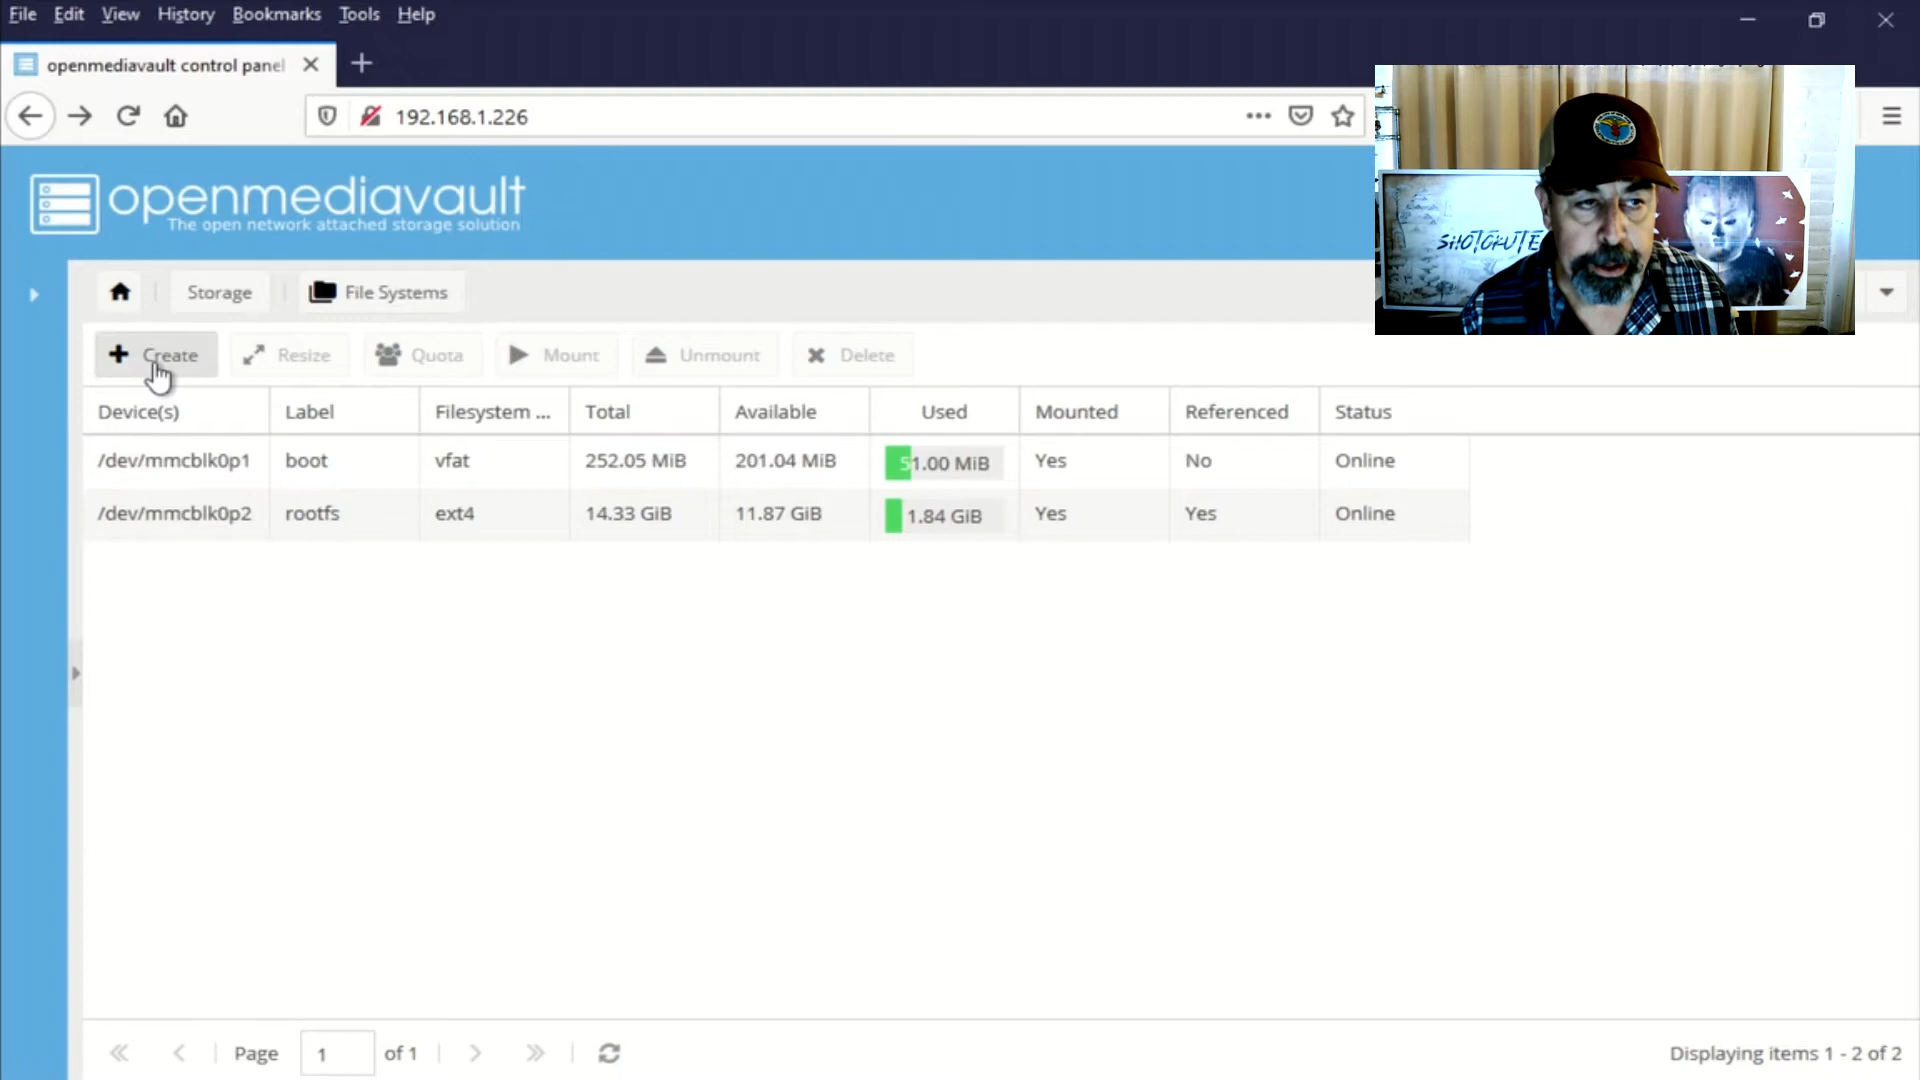 File Edit View History Bookmarks Tools Help
openmediavault control panel
192.168.1.226
openmediavault
The open network attached storage solution
SHOTOKUTE
Storage File Systems
Create Resize Quota Mount Unmount Delete
Device(s) Label Filesystem ... Total Available Used Mounted Referenced Status
/dev/mmcblk0p1 boot vfat 252.05 MiB 201.04 MiB 51.00 MiB Yes No Online
/dev/mmcblk0p2 rootfs ext4 14.33 GiB 11.87 GiB 1.84 GiB Yes Yes Online
Page 1 of 1 Displaying items 1 - 2 of 2